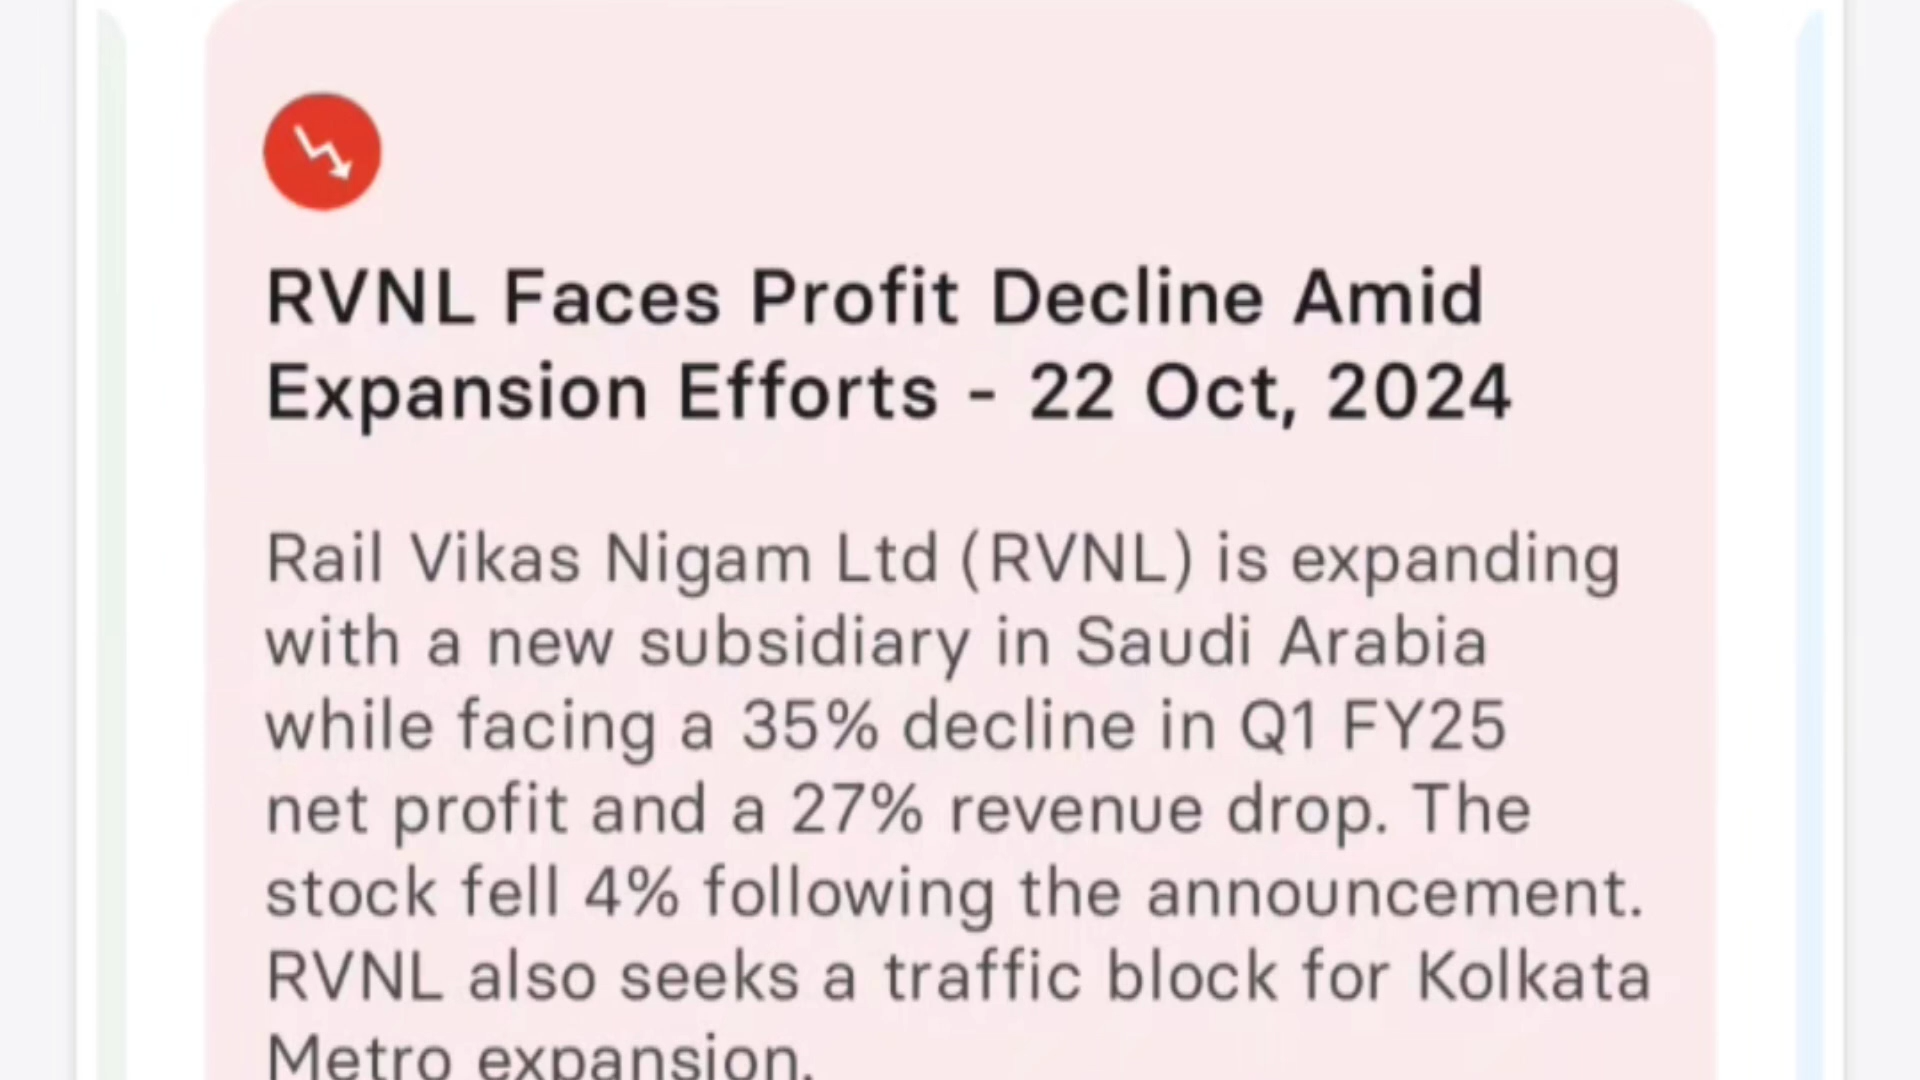 RVNL Faces Profit Decline Amid
Expansion Efforts - 22 Oct, 2024
Rail Vikas Nigam Ltd (RVNL) is expanding
with a new subsidiary in Saudi Arabia
while facing a 35% decline in Q1 FY25
net profit and a 27% revenue drop. The
stock fell 4% following the announcement.
RVNL also seeks a traffic block for Kolkata
Metro expansion.